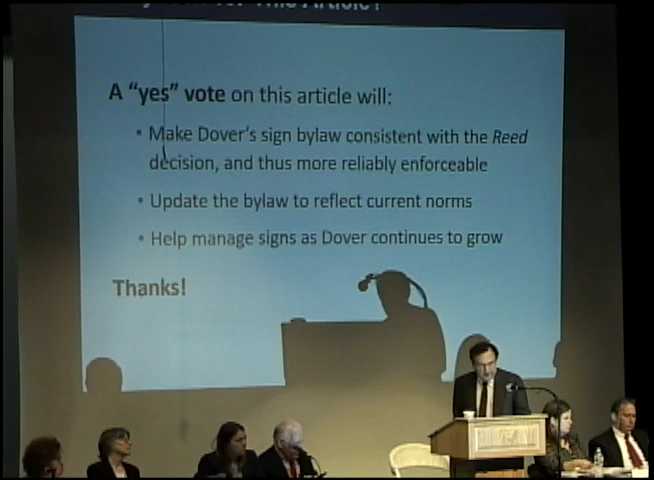 A “yes” vote on this article will:
• Make Dover’s sign bylaw consistent with the Reed
decision, and thus more reliably enforceable
• Update the bylaw to reflect current norms
• Help manage signs as Dover continues to grow
Thanks!